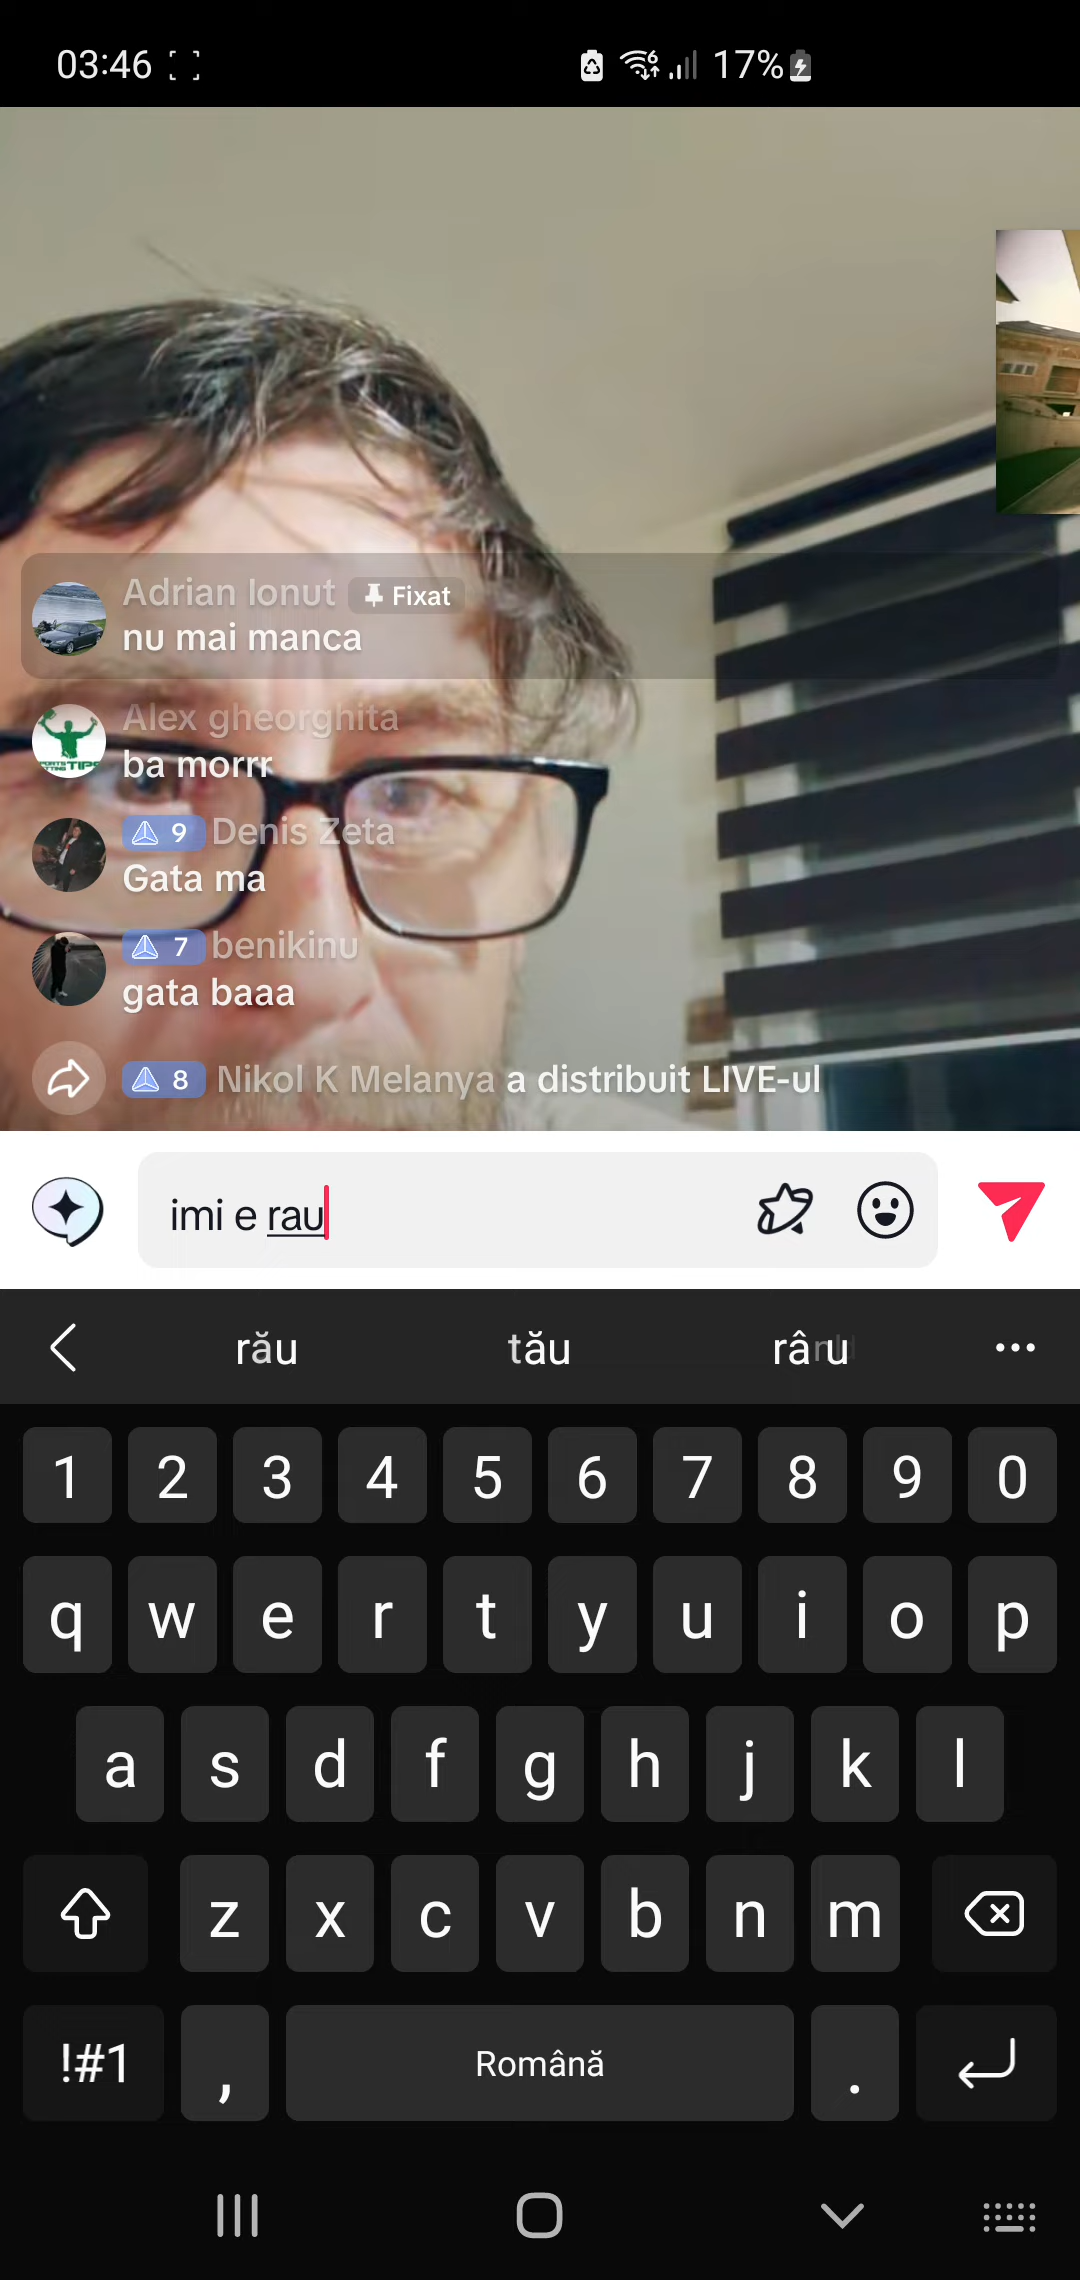 03:46 17%
Adrian Ionut Fixat
nu mai manca
Alex gheorghita
ba morrr
9 Denis Zeta
Gata ma
7 benikinu
gata baaa
8 Nikol K Melanya a distribuit LIVE-ul
imi e rau
rău tău râu
1 2 3 4 5 6 7 8 9 0
q w e r t y u i o p
a s d f g h j k l
z x c v b n m
!#1 , Română .